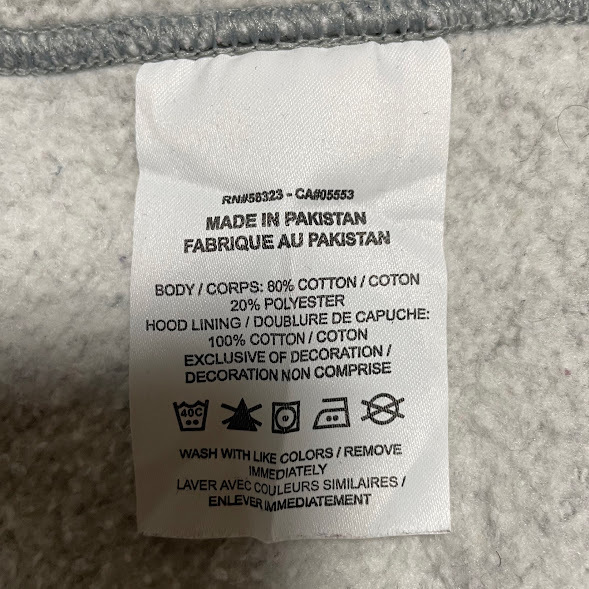 RN#58323 - CA#05553
MADE IN PAKISTAN
FABRIQUE AU PAKISTAN
BODY / CORPS: 80% COTTON / COTON
20% POLYESTER
HOOD LINING / DOUBLURE DE CAPUCHE:
100% COTTON / COTON
EXCLUSIVE OF DECORATION /
DECORATION NON COMPRISE
40C
WASH WITH LIKE COLORS / REMOVE
IMMEDIATELY
LAVER AVEC COULEURS SIMILAIRES /
ENLEVER IMMEDIATEMENT